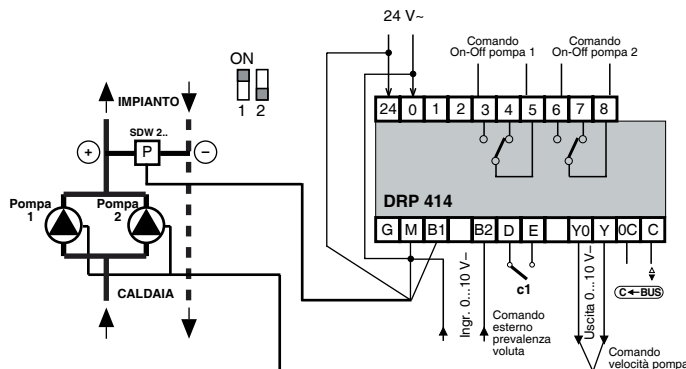 24 V~
Comando
On-Off pompa 1
Comando
On-Off pompa 2
ON
1 2
IMPIANTO
SDW 2..
+ P −
Pompa
1
Pompa
2
CALDAIA
24 0 1 2 3 4 5 6 7 8
DRP 414
G M B1 B2 D E Y0 Y 0C C
c1
C BUS
Ingr. 0...10 V–
Comando
esterno
prevalenza
voluta
Uscita 0...10 V–
Comando
velocità pompa